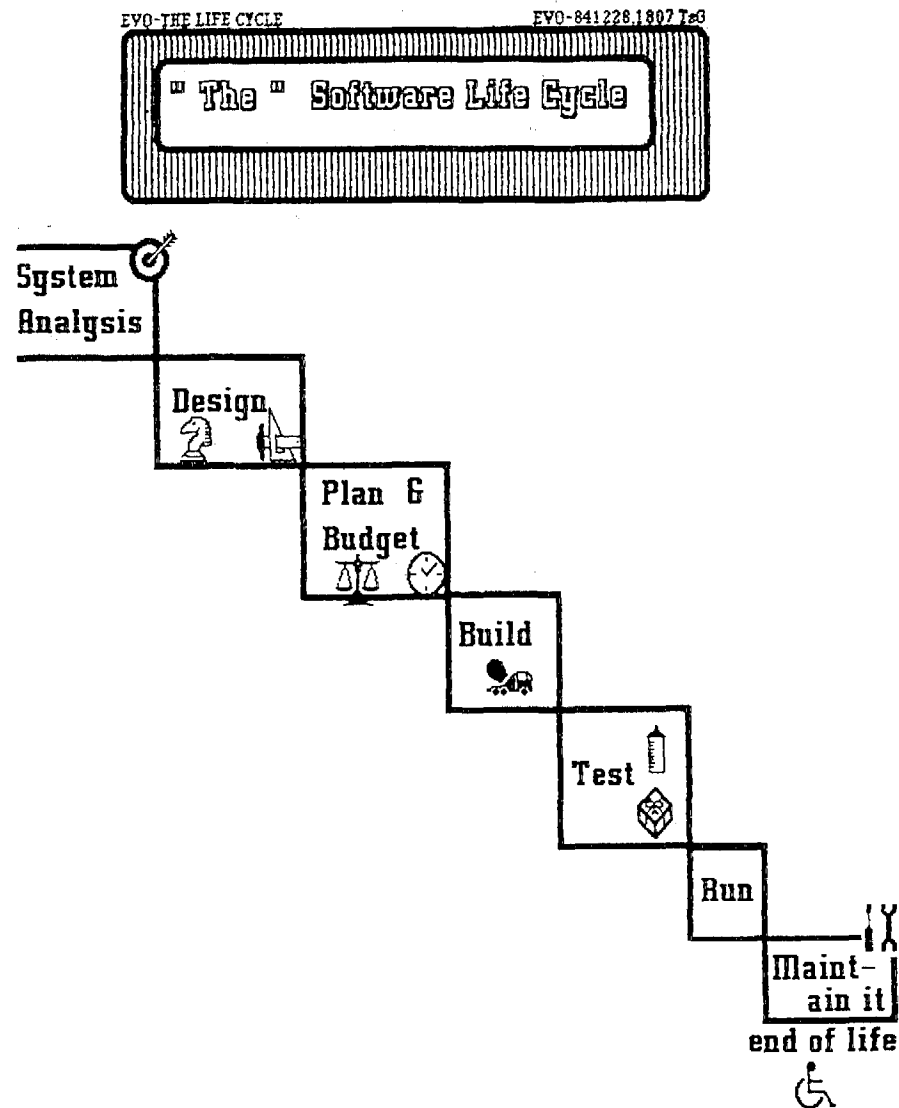 EVO-THE LIFE CYCLE
EVO-841228.1807 TsG
" The " Software Life Cycle
System
Analysis
Design
Plan &
Budget
Build
Test
Run
Maint-
ain it
end of life